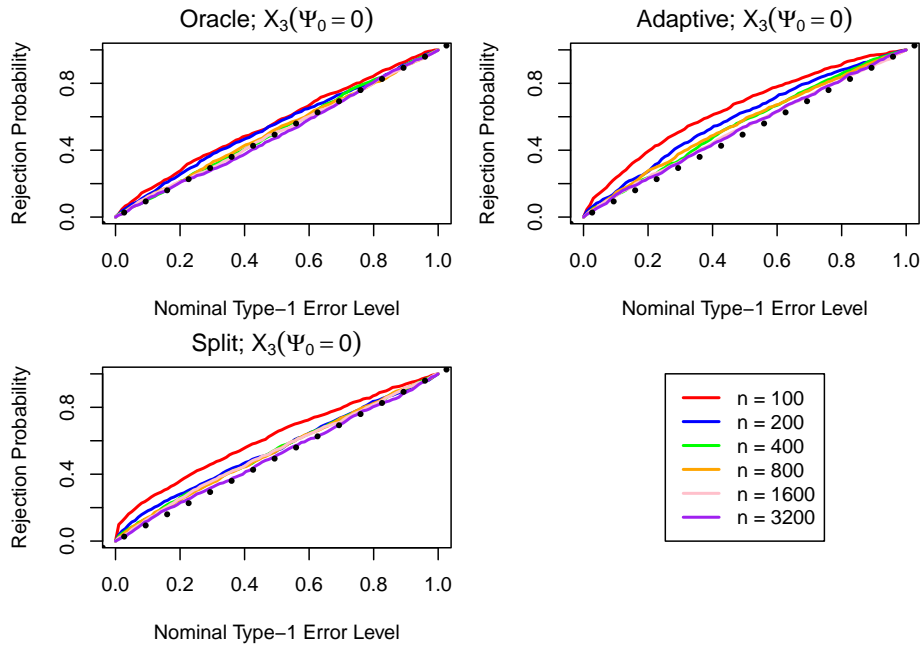 Oracle; X₃(Ψ₀ = 0)
Rejection Probability
0.0 0.4 0.8
0.0 0.2 0.4 0.6 0.8 1.0
Nominal Type−1 Error Level
Adaptive; X₃(Ψ₀ = 0)
Rejection Probability
0.0 0.4 0.8
0.0 0.2 0.4 0.6 0.8 1.0
Nominal Type−1 Error Level
Split; X₃(Ψ₀ = 0)
Rejection Probability
0.0 0.4 0.8
0.0 0.2 0.4 0.6 0.8 1.0
Nominal Type−1 Error Level
n = 100
n = 200
n = 400
n = 800
n = 1600
n = 3200